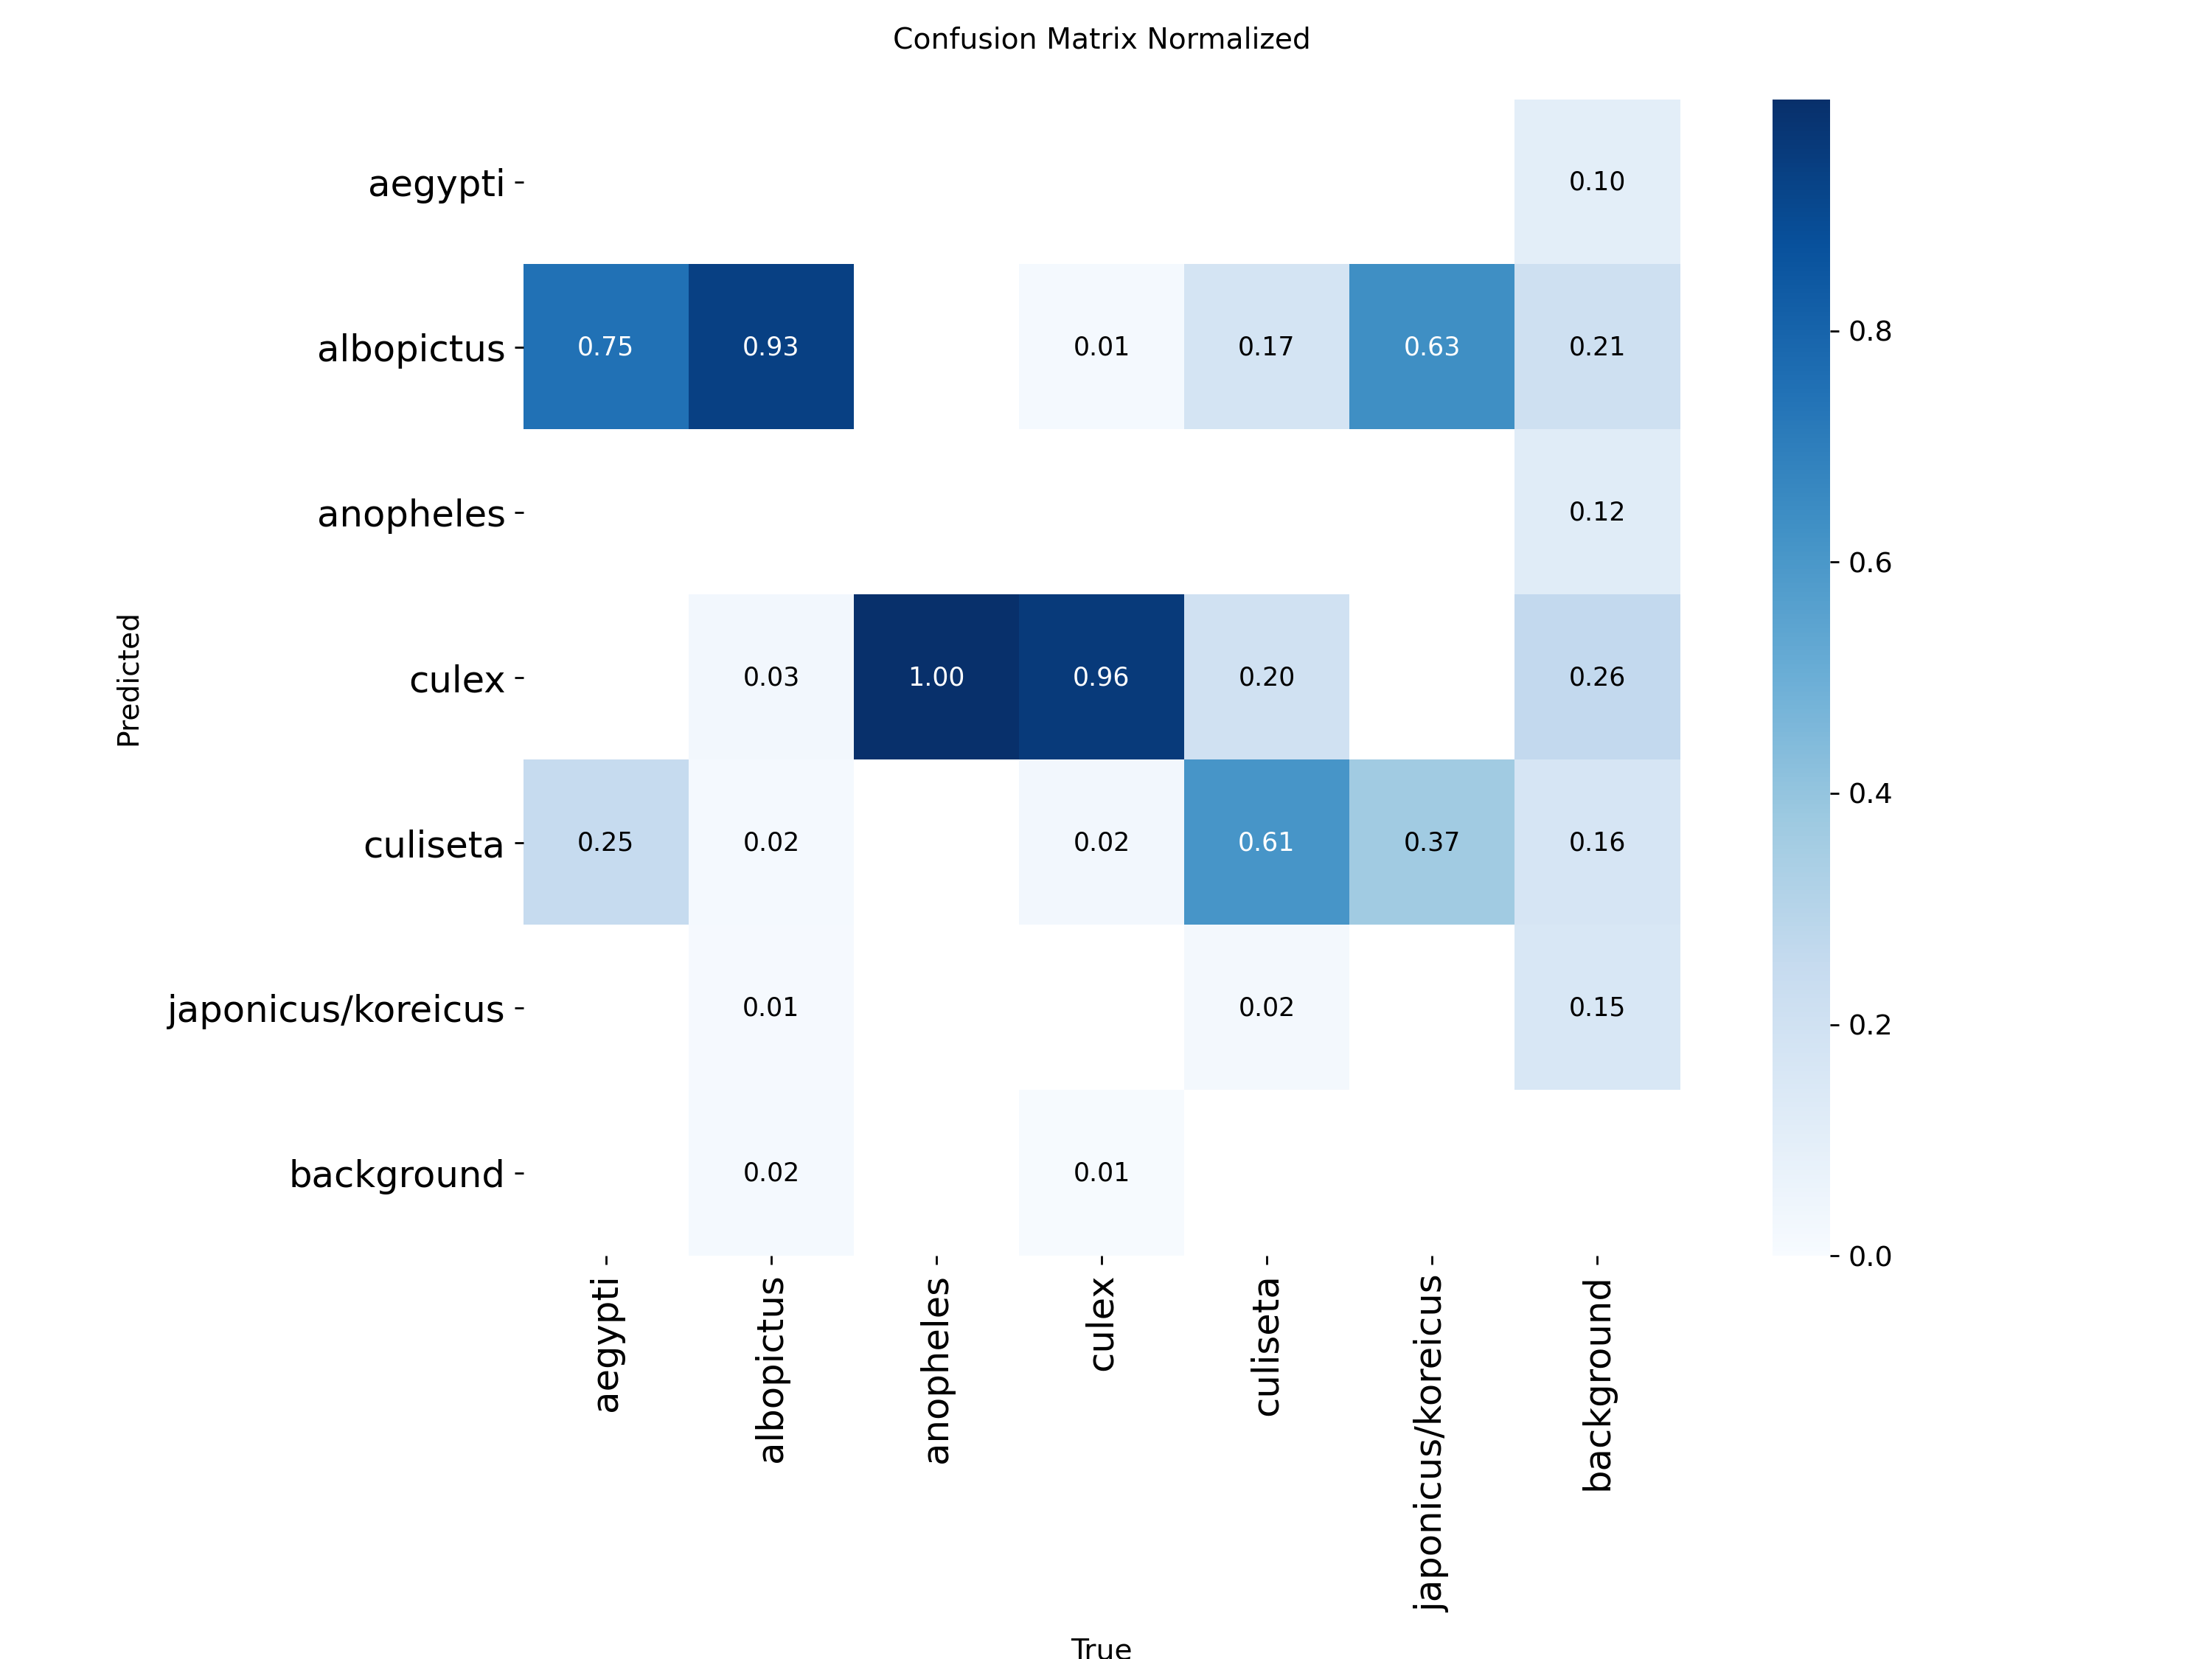 Confusion Matrix Normalized
aegypti
0.10
albopictus
0.75 0.93 0.01 0.17 0.63 0.21
anopheles
0.12
culex
0.03 1.00 0.96 0.20 0.26
culiseta
0.25 0.02 0.02 0.61 0.37 0.16
japonicus/koreicus
0.01 0.02 0.15
background
0.02 0.01
Predicted
aegypti
albopictus
anopheles
culex
culiseta
japonicus/koreicus
background
True
0.8
0.6
0.4
0.2
0.0